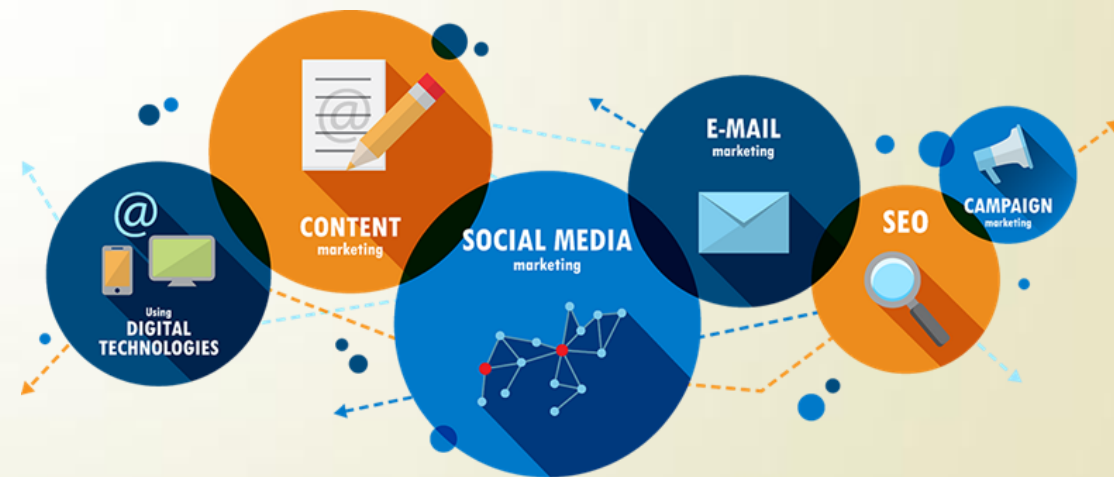 @
Using
DIGITAL
TECHNOLOGIES
@
CONTENT
marketing
SOCIAL MEDIA
marketing
E-MAIL
marketing
SEO
CAMPAIGN
marketing